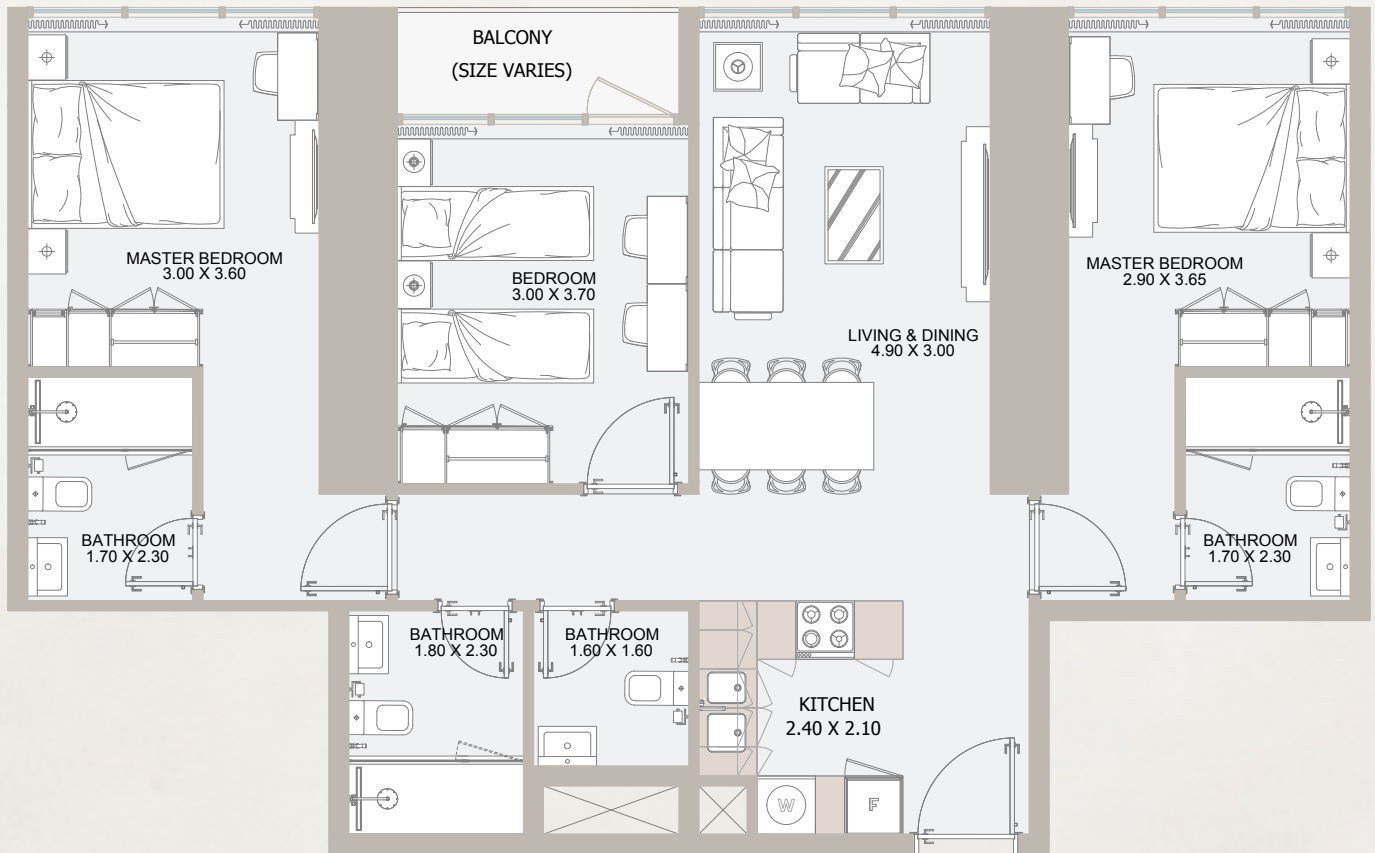 BALCONY
(SIZE VARIES)
MASTER BEDROOM
3.00 X 3.60
BEDROOM
3.00 X 3.70
MASTER BEDROOM
2.90 X 3.65
LIVING & DINING
4.90 X 3.00
BATHROOM
1.70 X 2.30
BATHROOM
1.70 X 2.30
BATHROOM
1.80 X 2.30
BATHROOM
1.60 X 1.60
KITCHEN
2.40 X 2.10
W
F